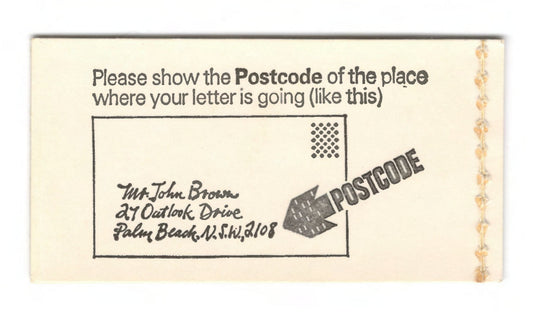 Please show the Postcode of the place
where your letter is going (like this)
Mr John Brown
27 Outlook Drive
Palm Beach, N.S.W, 2108
POSTCODE